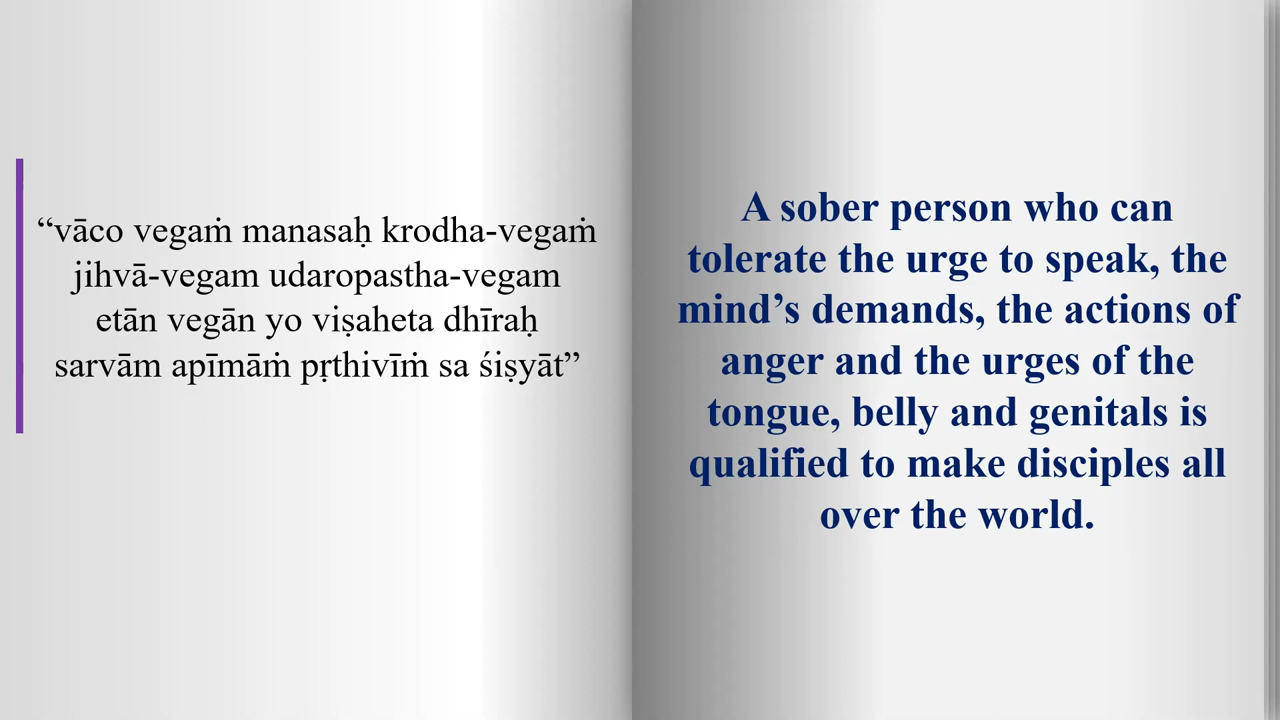 “vāco vegaṁ manasaḥ krodha-vegaṁ
jihvā-vegam udaropastha-vegam
etān vegān yo viṣaheta dhīraḥ
sarvām apīmāṁ pṛthivīṁ sa śiṣyāt”
A sober person who can
tolerate the urge to speak, the
mind’s demands, the actions of
anger and the urges of the
tongue, belly and genitals is
qualified to make disciples all
over the world.